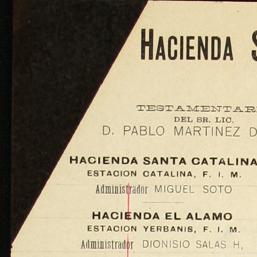 HACIENDA S
TESTAMENTAR
DEL SR. LIC.
D. PABLO MARTINEZ D
HACIENDA SANTA CATALINA
ESTACION CATALINA, F. I. M.
Administrador MIGUEL SOTO
HACIENDA EL ALAMO
ESTACION YERBANIS, F. I. M.
Administrador DIONISIO SALAS H,